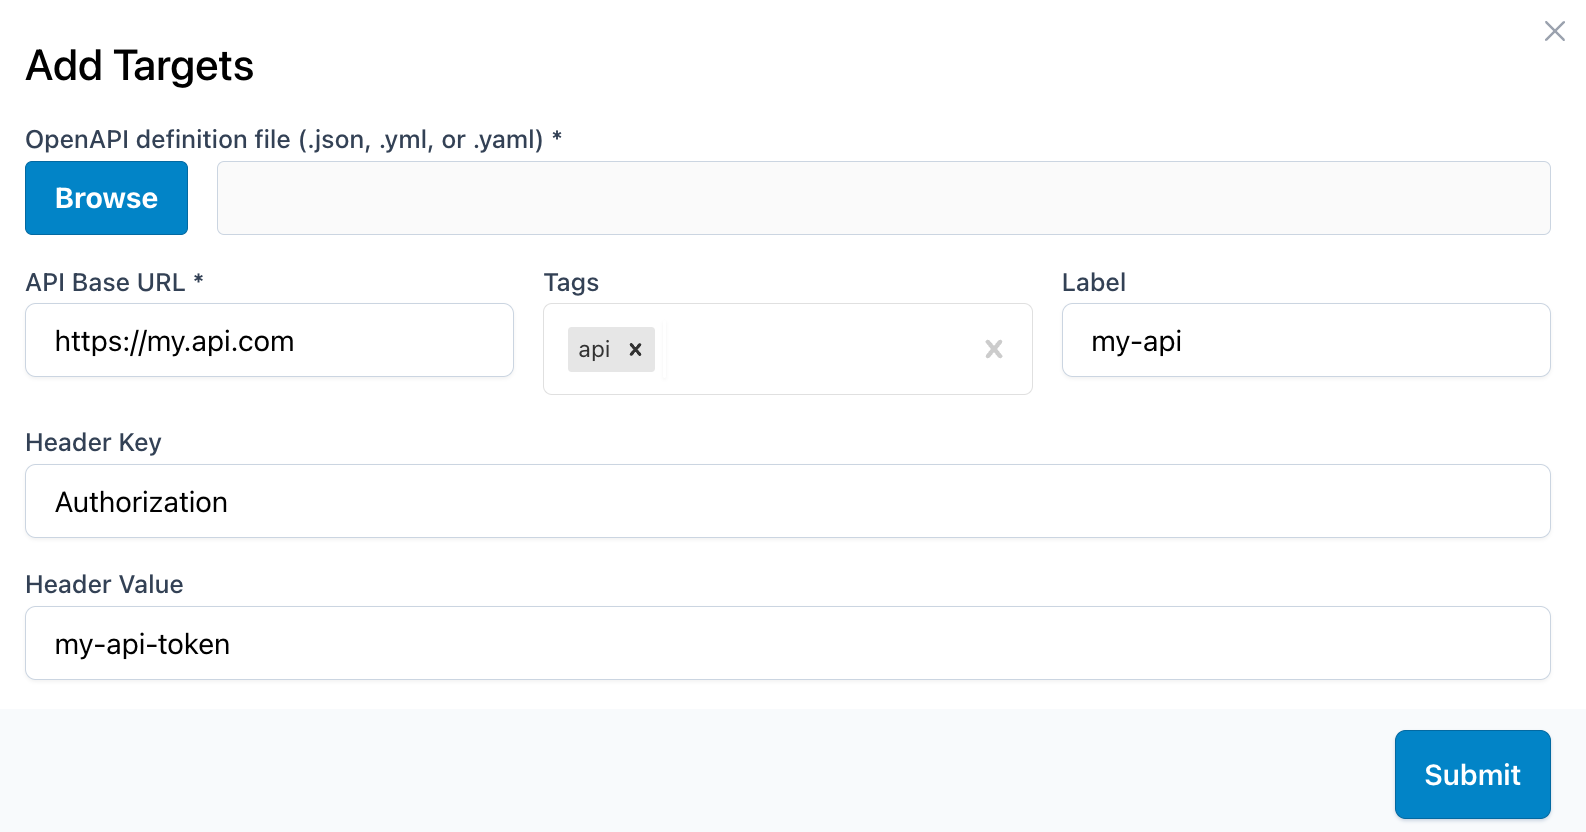 Add Targets
OpenAPI definition file (.json, .yml, or .yaml) *
Browse
API Base URL *
Tags
Label
https://my.api.com
api
my-api
Header Key
Authorization
Header Value
my-api-token
Submit